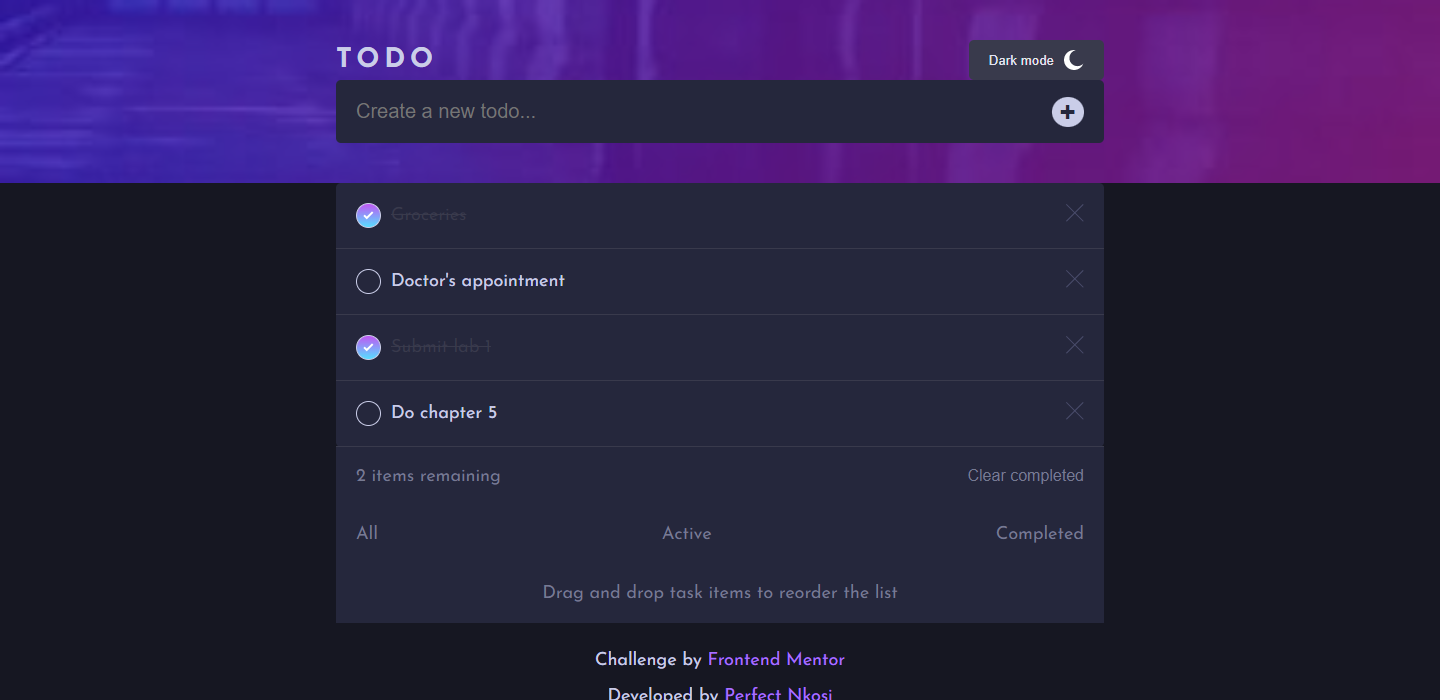 TODO
Dark mode
Create a new todo...
Groceries
Doctor's appointment
Submit lab 1
Do chapter 5
2 items remaining
Clear completed
All
Active
Completed
Drag and drop task items to reorder the list
Challenge by Frontend Mentor
Developed by Perfect Nkosi